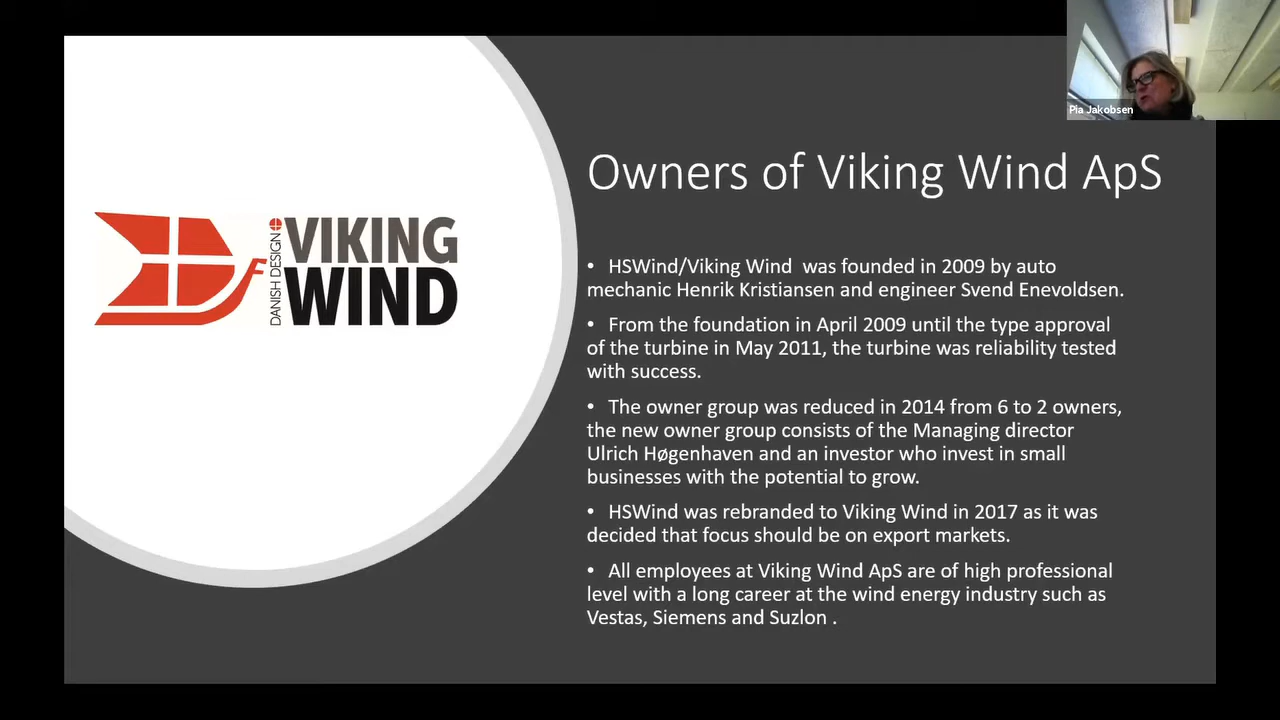 Pia Jakobsen
Owners of Viking Wind ApS
DANISH DESIGN
VIKING
WIND
• HSWind/Viking Wind was founded in 2009 by auto
mechanic Henrik Kristiansen and engineer Svend Enevoldsen.
• From the foundation in April 2009 until the type approval
of the turbine in May 2011, the turbine was reliability tested
with success.
• The owner group was reduced in 2014 from 6 to 2 owners,
the new owner group consists of the Managing director
Ulrich Høgenhaven and an investor who invest in small
businesses with the potential to grow.
• HSWind was rebranded to Viking Wind in 2017 as it was
decided that focus should be on export markets.
• All employees at Viking Wind ApS are of high professional
level with a long career at the wind energy industry such as
Vestas, Siemens and Suzlon .